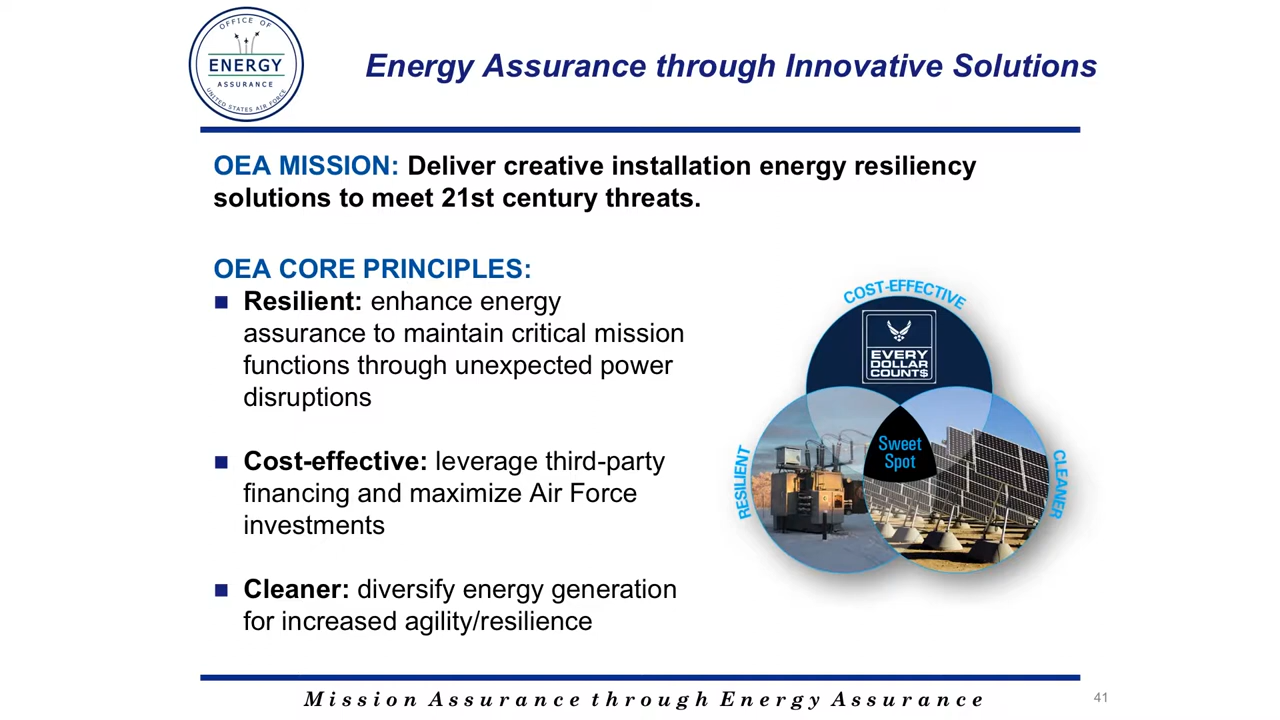 OFFICE OF
ENERGY
ASSURANCE
UNITED STATES AIR FORCE
Energy Assurance through Innovative Solutions
OEA MISSION: Deliver creative installation energy resiliency
solutions to meet 21st century threats.
OEA CORE PRINCIPLES:
■ Resilient: enhance energy
assurance to maintain critical mission
functions through unexpected power
disruptions
■ Cost-effective: leverage third-party
financing and maximize Air Force
investments
■ Cleaner: diversify energy generation
for increased agility/resilience
COST-EFFECTIVE
EVERY
DOLLAR
COUNT$
Sweet
Spot
RESILIENT
CLEANER
Mission Assurance through Energy Assurance
41